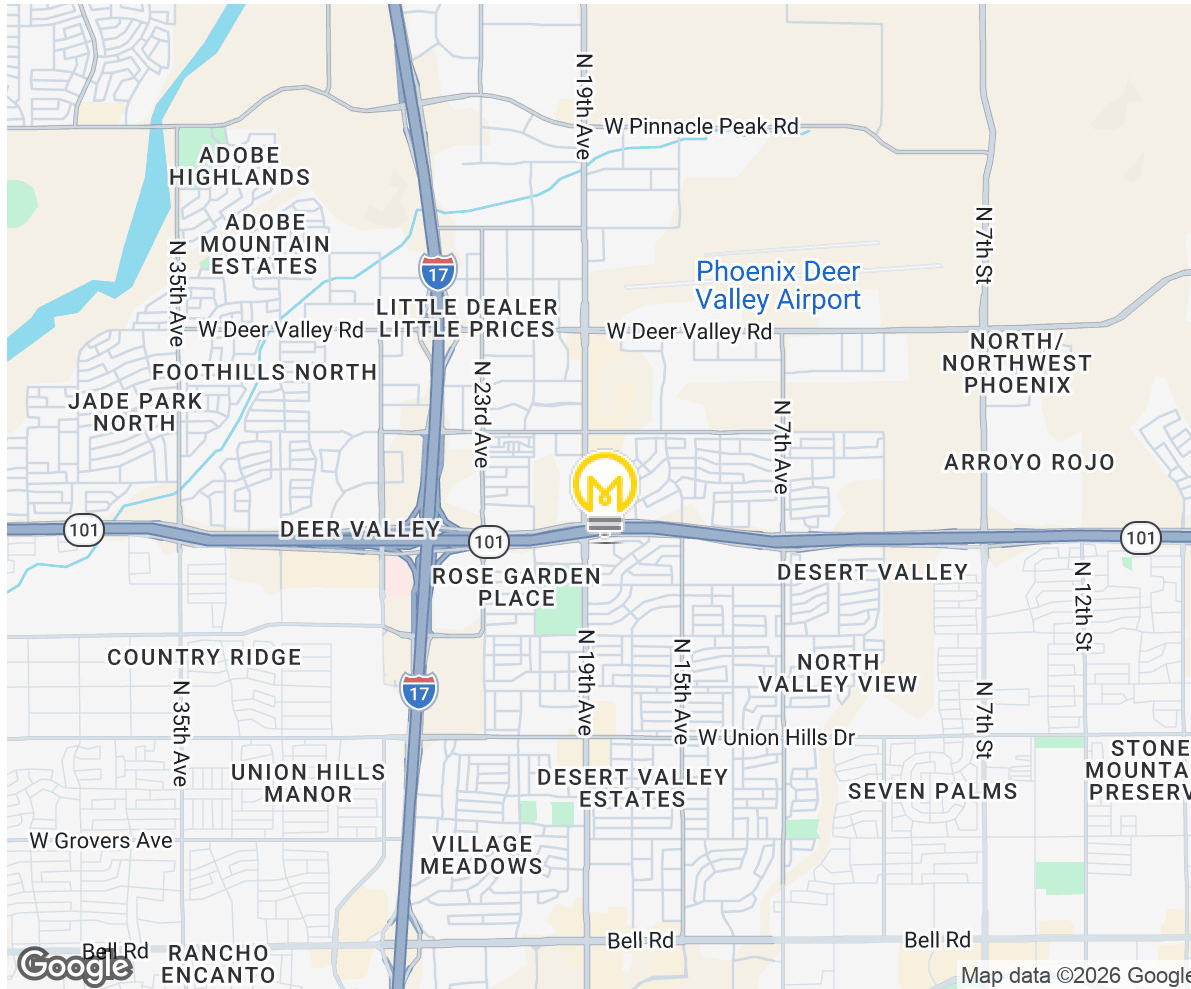 N 19th Ave
W Pinnacle Peak Rd
ADOBE
HIGHLANDS
ADOBE
MOUNTAIN
ESTATES
N 35th Ave
N 7th St
17
Phoenix Deer
Valley Airport
LITTLE DEALER
LITTLE PRICES
W Deer Valley Rd
W Deer Valley Rd
NORTH/
NORTHWEST
PHOENIX
FOOTHILLS NORTH
JADE PARK
NORTH
N 23rd Ave
N 7th Ave
ARROYO ROJO
M
101
DEER VALLEY
101
101
ROSE GARDEN
PLACE
DESERT VALLEY
N 12th St
COUNTRY RIDGE
N 19th Ave
N 15th Ave
NORTH
VALLEY VIEW
17
N 35th Ave
N 7th St
W Union Hills Dr
UNION HILLS
MANOR
DESERT VALLEY
ESTATES
SEVEN PALMS
STONE
MOUNTA
PRESERV
W Grovers Ave
VILLAGE
MEADOWS
Bell Rd
RANCHO
ENCANTO
Bell Rd
Bell Rd
Google
Map data ©2026 Google